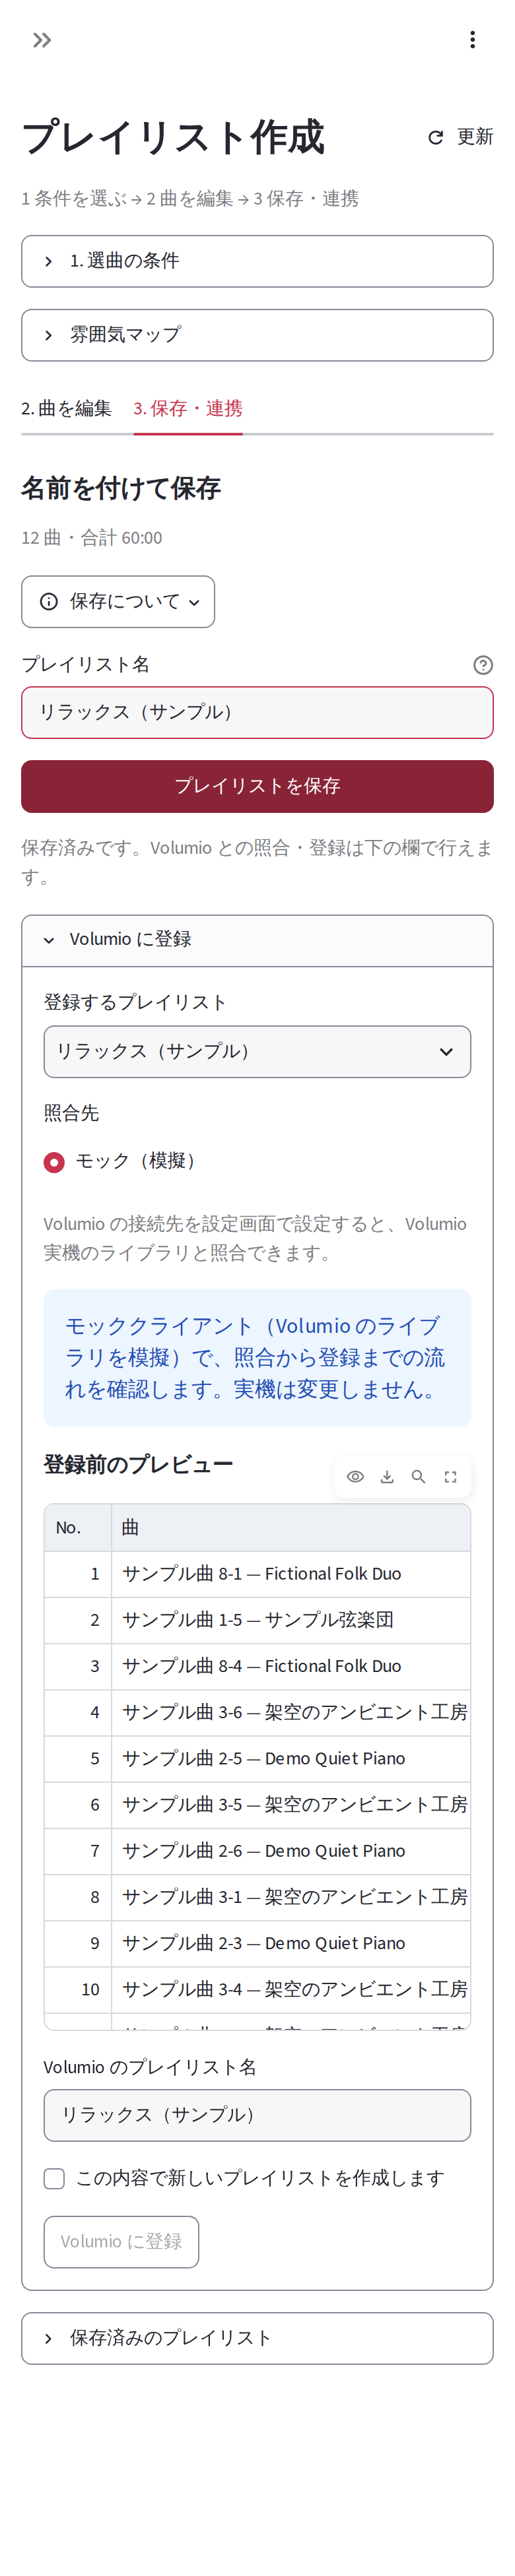 プレイリスト作成
更新
1 条件を選ぶ → 2 曲を編集 → 3 保存・連携
1. 選曲の条件
雰囲気マップ
2. 曲を編集
3. 保存・連携
名前を付けて保存
12 曲・合計 60:00
保存について
プレイリスト名
リラックス（サンプル）
プレイリストを保存
保存済みです。Volumio との照合・登録は下の欄で行えま
す。
Volumio に登録
登録するプレイリスト
リラックス（サンプル）
照合先
モック（模擬）
Volumio の接続先を設定画面で設定すると、Volumio
実機のライブラリと照合できます。
モッククライアント（Volumio のライブ
ラリを模擬）で、照合から登録までの流
れを確認します。実機は変更しません。
登録前のプレビュー
No. 曲
1 サンプル曲 8-1 — Fictional Folk Duo
2 サンプル曲 1-5 — サンプル弦楽団
3 サンプル曲 8-4 — Fictional Folk Duo
4 サンプル曲 3-6 — 架空のアンビエント工房
5 サンプル曲 2-5 — Demo Quiet Piano
6 サンプル曲 3-5 — 架空のアンビエント工房
7 サンプル曲 2-6 — Demo Quiet Piano
8 サンプル曲 3-1 — 架空のアンビエント工房
9 サンプル曲 2-3 — Demo Quiet Piano
10 サンプル曲 3-4 — 架空のアンビエント工房
Volumio のプレイリスト名
リラックス（サンプル）
この内容で新しいプレイリストを作成します
Volumio に登録
保存済みのプレイリスト